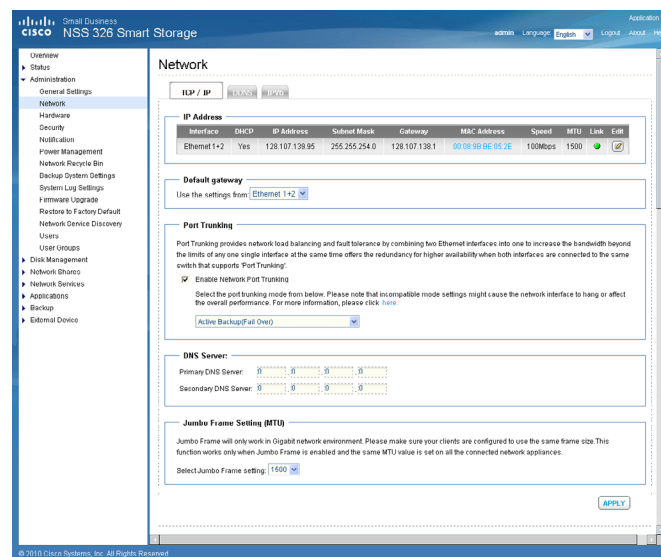 Small Business
CISCO NSS 326 Smart Storage
Application
admin Language: English Logout About He
Overview
Status
Administration
General Settings
Network
Hardware
Security
Notification
Power Management
Network Recycle Bin
Backup System Settings
System Log Settings
Firmware Upgrade
Restore to Factory Default
Network Service Discovery
Users
User Groups
Disk Management
Network Shares
Network Services
Applications
Backup
External Device
Network
TCP / IP DDNS IPv6
IP Address
Interface DHCP IP Address Subnet Mask Gateway MAC Address Speed MTU Link Edit
Ethernet 1+2 Yes 128.107.139.95 255.255.254.0 128.107.138.1 00:08:9B:BE:05:2E 100Mbps 1500
Default gateway
Use the settings from: Ethernet 1+2
Port Trunking
Port Trunking provides network load balancing and fault tolerance by combining two Ethernet interfaces into one to increase the bandwidth beyond
the limits of any one single interface at the same time offers the redundancy for higher availability when both interfaces are connected to the same
switch that supports 'Port Trunking'.
Enable Network Port Trunking
Select the port trunking mode from below. Please note that incompatible mode settings might cause the network interface to hang or affect
the overall performance. For more information, please click here.
Active Backup(Fail Over)
DNS Server:
Primary DNS Server: 0 . 0 . 0 . 0
Secondary DNS Server: 0 . 0 . 0 . 0
Jumbo Frame Setting (MTU)
Jumbo Frame will only work in Gigabit network environment. Please make sure your clients are configured to use the same frame size.This
function works only when Jumbo Frame is enabled and the same MTU value is set on all the connected network appliances.
Select Jumbo Frame setting: 1500
APPLY
© 2010 Cisco Systems, Inc. All Rights Reserved